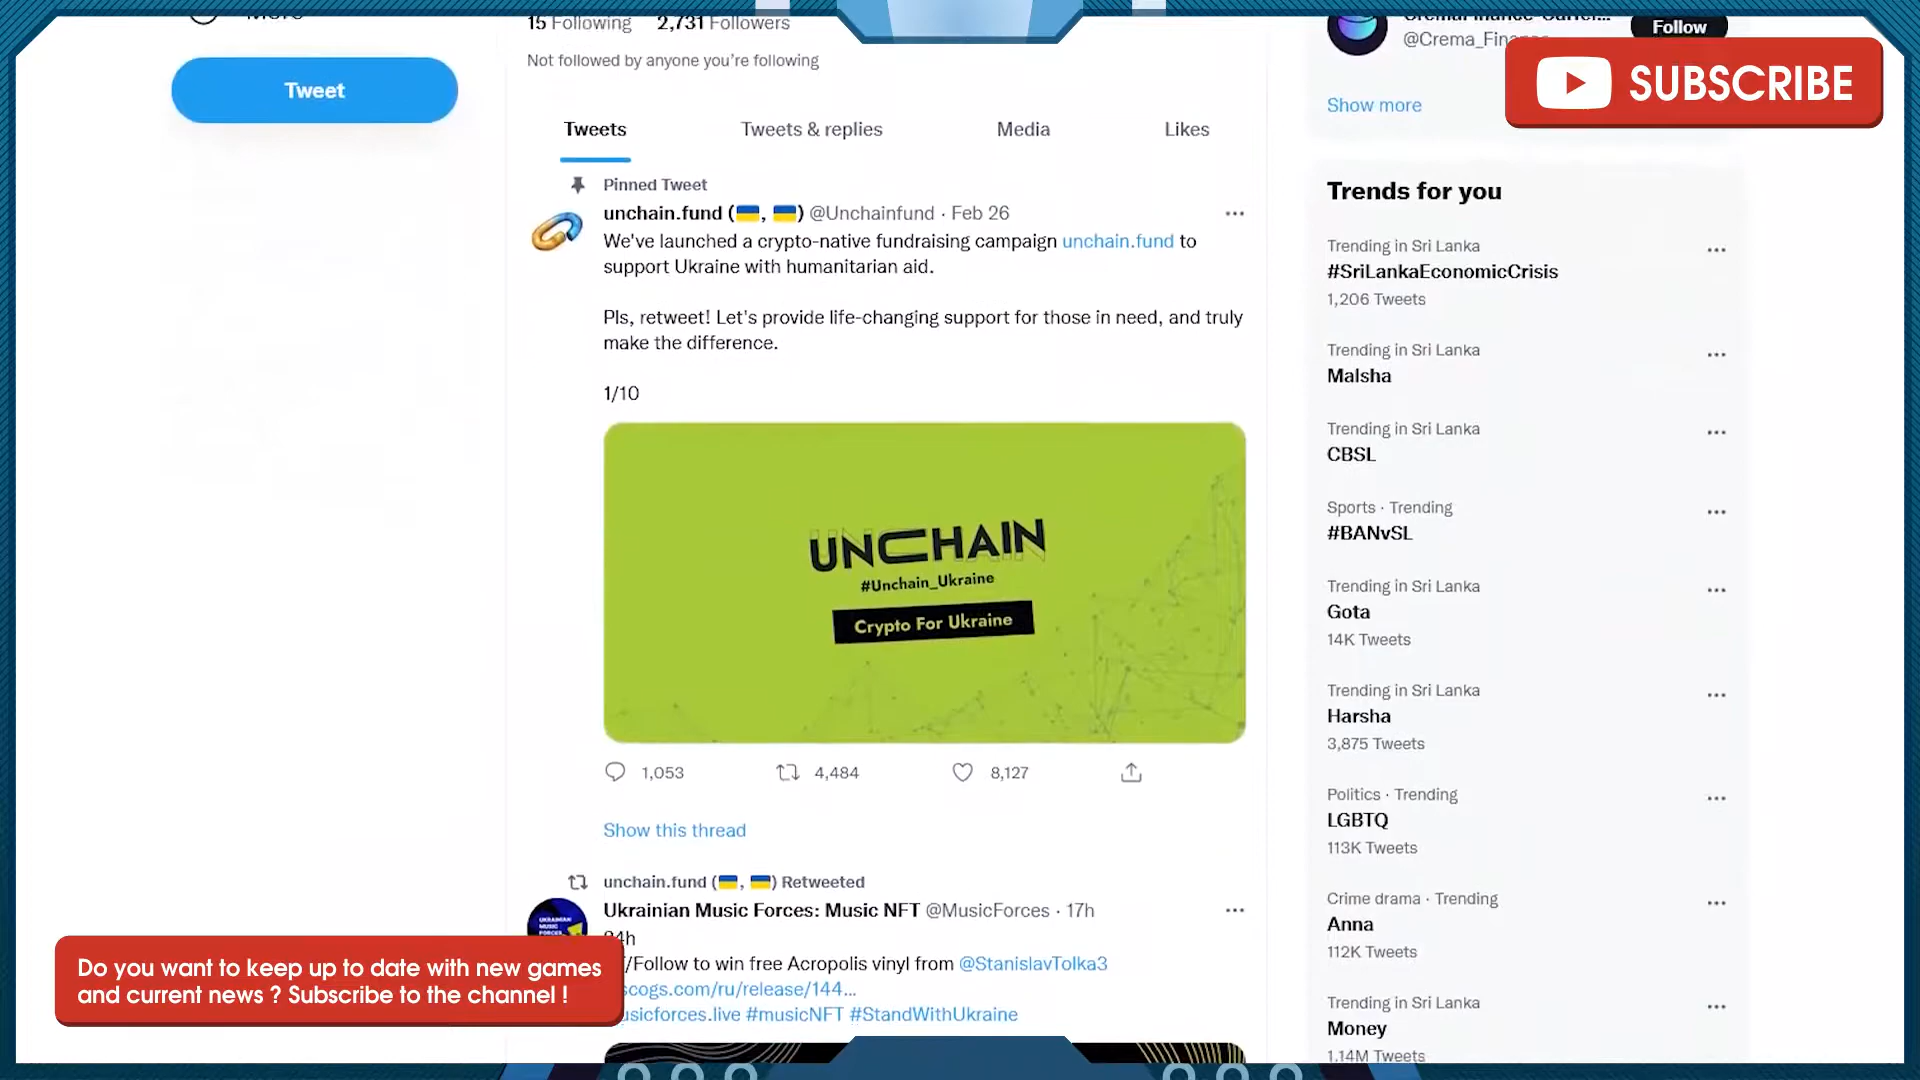 More
Tweet
15 Following 2,731 Followers
Not followed by anyone you're following
Tweets Tweets & replies Media Likes
Pinned Tweet
unchain.fund (🇺🇦, 🇺🇦) @Unchainfund · Feb 26
We've launched a crypto-native fundraising campaign unchain.fund to
support Ukraine with humanitarian aid.
Pls, retweet! Let's provide life-changing support for those in need, and truly
make the difference.
1/10
UNCHAIN
#Unchain_Ukraine
Crypto For Ukraine
1,053 4,484 8,127
Show this thread
unchain.fund (🇺🇦, 🇺🇦) Retweeted
Ukrainian Music Forces: Music NFT @MusicForces · 17h
UKRAINIAN
MUSIC
FORCES
/Follow to win free Acropolis vinyl from @StanislavTolka3
scogs.com/ru/release/144...
usicforces.live #musicNFT #StandWithUkraine
Do you want to keep up to date with new games
and current news ? Subscribe to the channel !
@Crema_Fin
Follow
SUBSCRIBE
Show more
Trends for you
Trending in Sri Lanka
#SriLankaEconomicCrisis
1,206 Tweets
Trending in Sri Lanka
Malsha
Trending in Sri Lanka
CBSL
Sports · Trending
#BANvSL
Trending in Sri Lanka
Gota
14K Tweets
Trending in Sri Lanka
Harsha
3,875 Tweets
Politics · Trending
LGBTQ
113K Tweets
Crime drama · Trending
Anna
112K Tweets
Trending in Sri Lanka
Money
1.14M Tweets